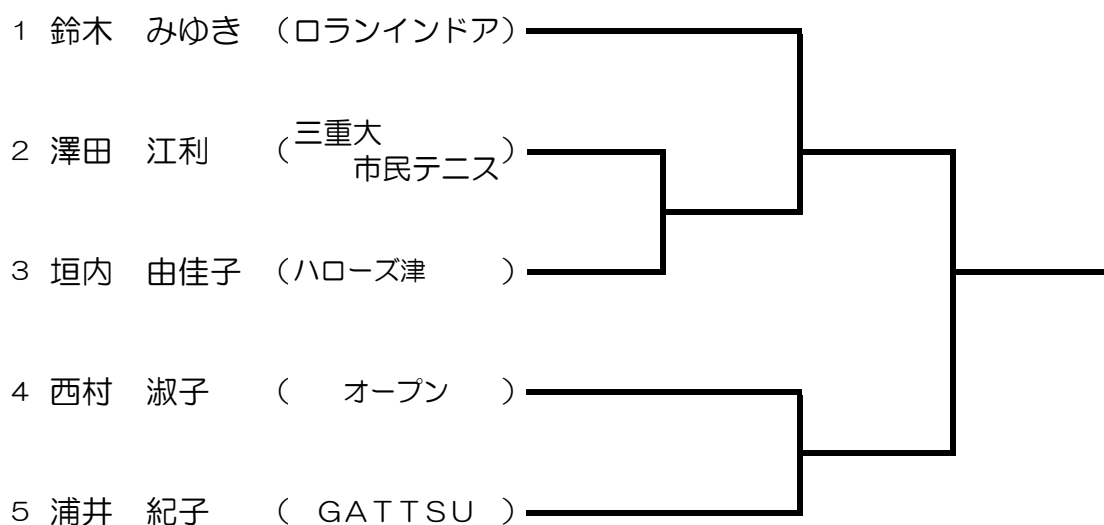 1 鈴木 みゆき (ロランインドア)
2 澤田 江利 (三重大 市民テニス)
3 垣内 由佳子 (ハローズ津 )
4 西村 淑子 ( オープン )
5 浦井 紀子 ( GATTSU )